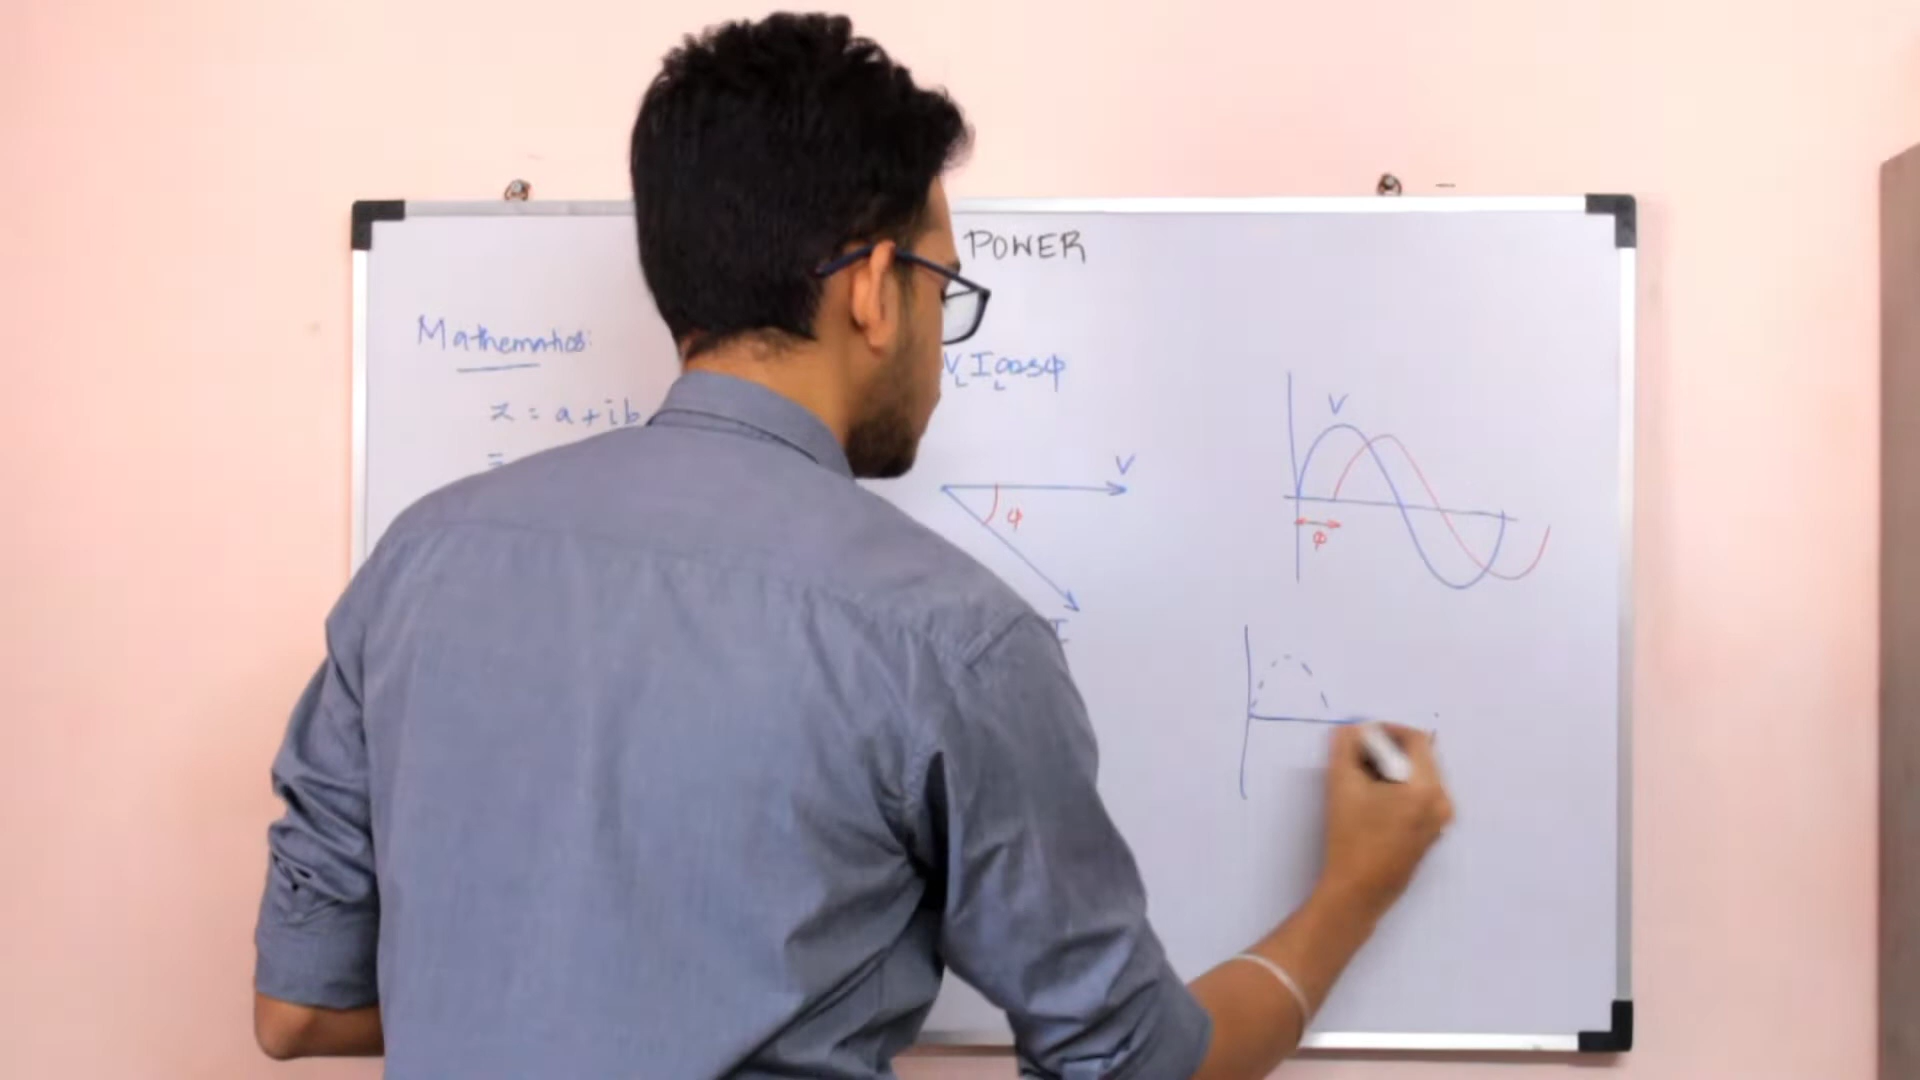 POWER
Mathematics:
z = a + ib
=
V_L I_L cosφ
V
φ
I
V
φ